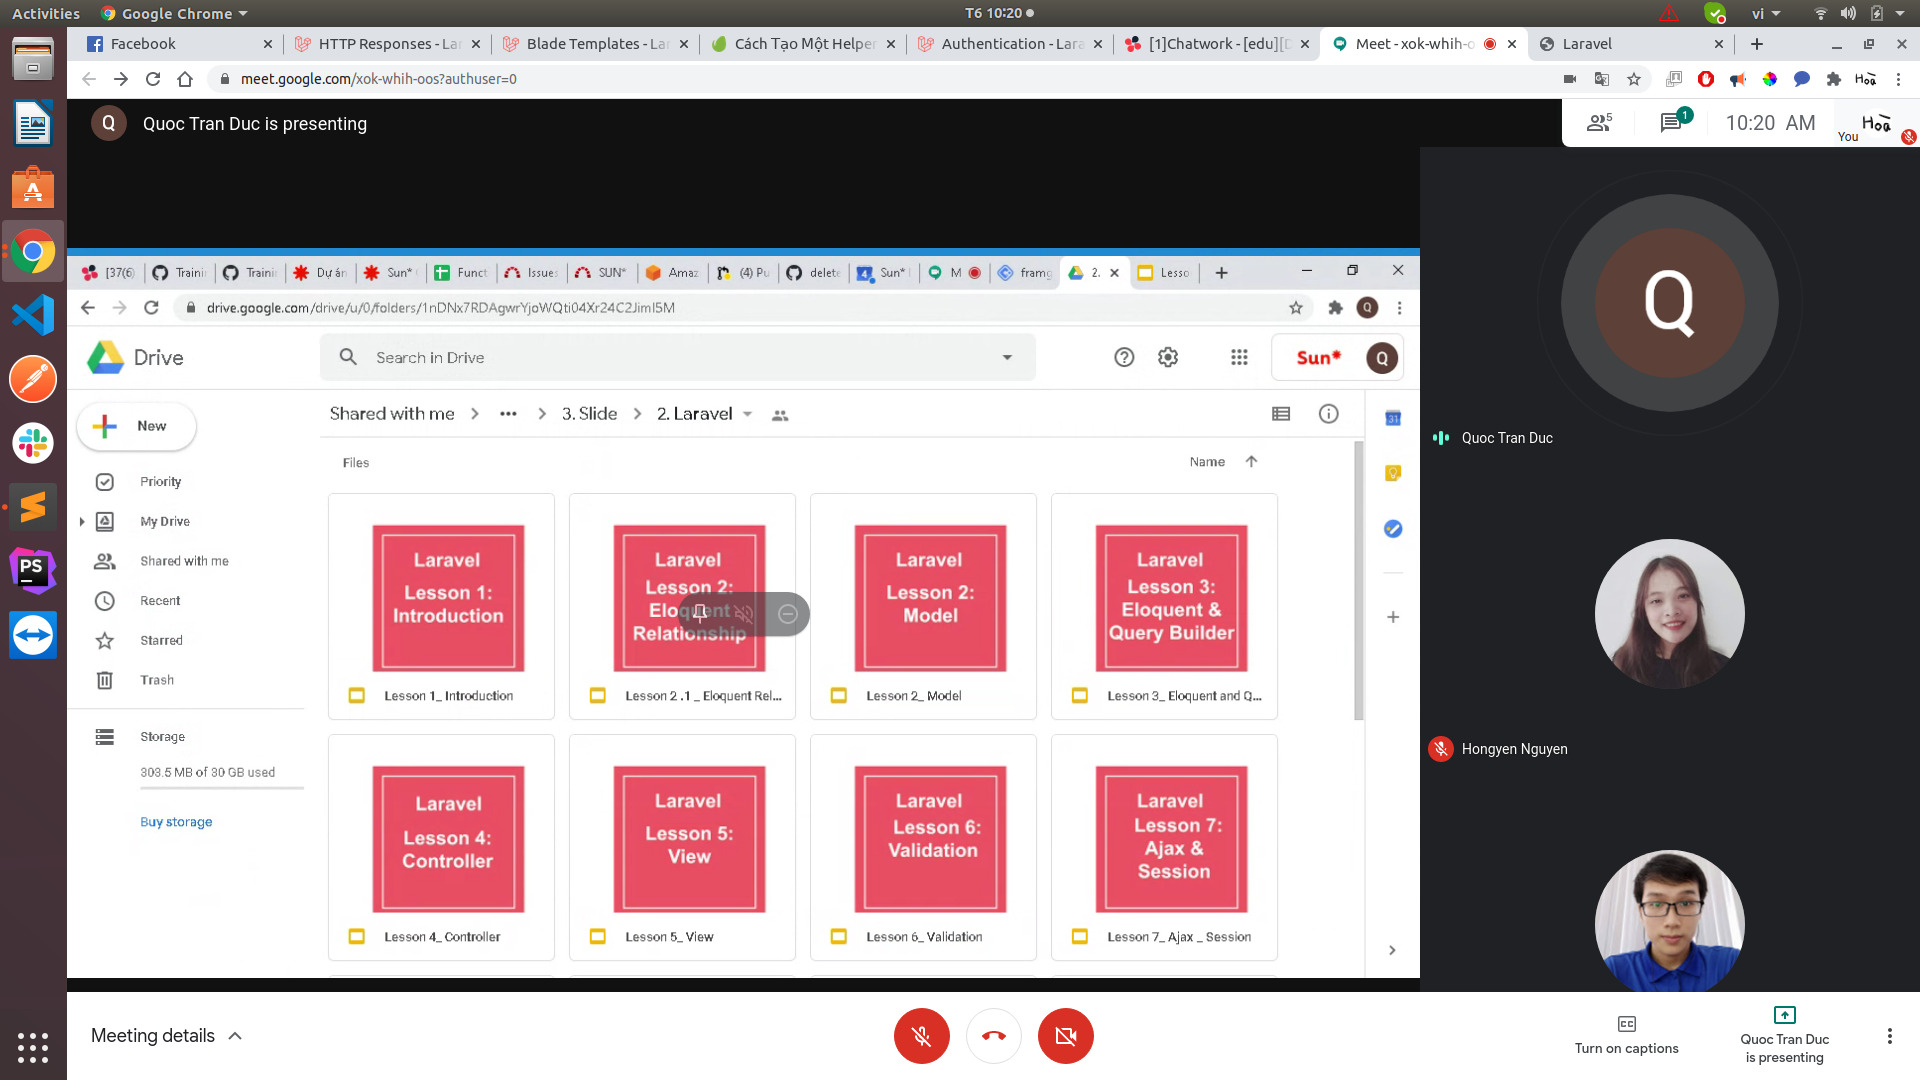 Activities
Google Chrome
T6 10:20
vi
Facebook
HTTP Responses - Lar
Blade Templates - Lar
Cách Tạo Một Helper
Authentication - Lara
[1]Chatwork - [edu][D
Meet - xok-whih-o
Laravel
meet.google.com/xok-whih-oos?authuser=0
Hoà
Q
Quoc Tran Duc is presenting
5
1
10:20 AM
You
Hoà
[37(6)
Traini
Traini
Dự án
Sun*
Funct
Issues
SUN*
Amaz
(4) Pu
delete
Sun*
M
framg
2.
Lesso
drive.google.com/drive/u/0/folders/1nDNx7RDAgwrYjoWQti04Xr24C2JimI5M
Q
Drive
Search in Drive
Sun*
Q
New
Shared with me
3. Slide
2. Laravel
31
Files
Name
Priority
My Drive
Shared with me
Recent
Starred
Trash
Storage
303.5 MB of 30 GB used
Buy storage
Laravel
Lesson 1:
Introduction
Lesson 1_ Introduction
Laravel
Lesson 2:
Eloquent
Relationship
Lesson 2 .1 _ Eloquent Rel...
Laravel
Lesson 2:
Model
Lesson 2_ Model
Laravel
Lesson 3:
Eloquent &
Query Builder
Lesson 3_ Eloquent and Q...
Laravel
Lesson 4:
Controller
Lesson 4_ Controller
Laravel
Lesson 5:
View
Lesson 5_ View
Laravel
Lesson 6:
Validation
Lesson 6_ Validation
Laravel
Lesson 7:
Ajax &
Session
Lesson 7_ Ajax _ Session
Q
Quoc Tran Duc
Hongyen Nguyen
PS
Meeting details
Turn on captions
Quoc Tran Duc
is presenting